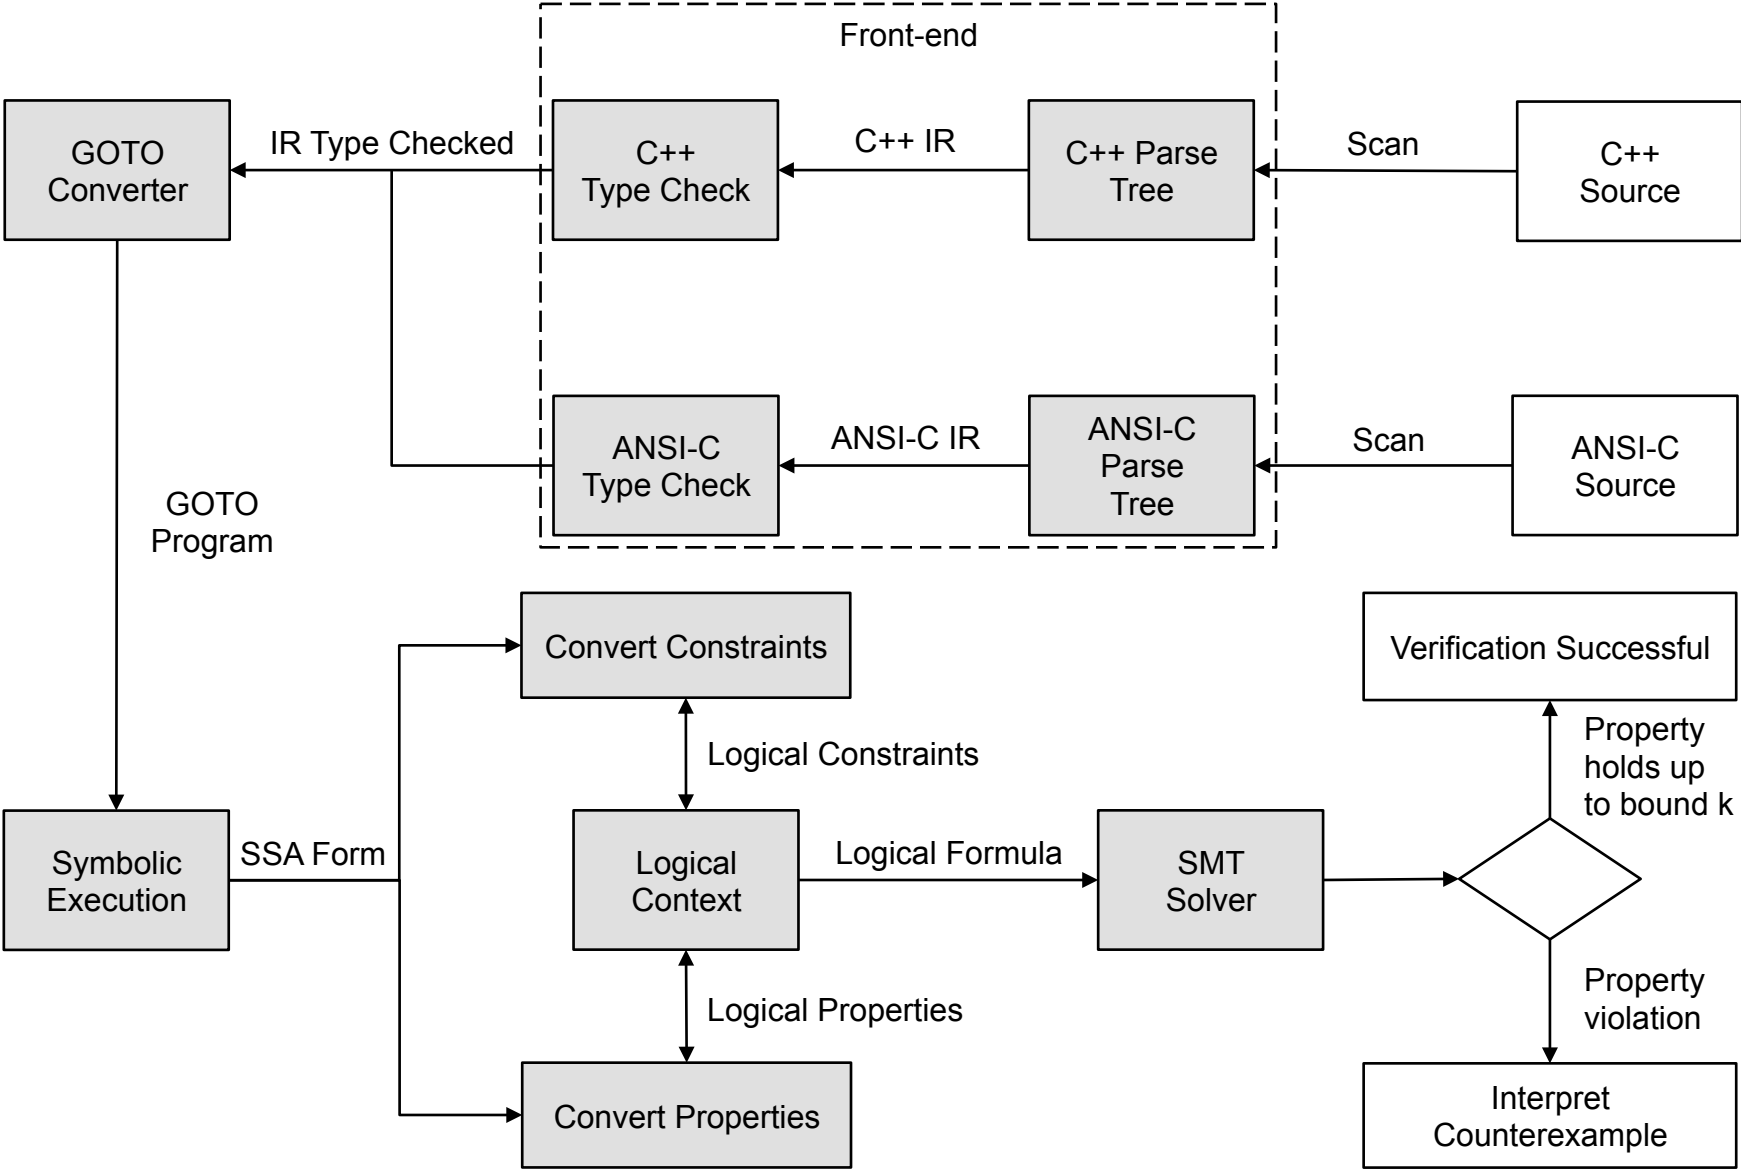 Front-end
GOTO
Converter
IR Type Checked
C++
Type Check
C++ IR
C++ Parse
Tree
Scan
C++
Source
ANSI-C
Type Check
ANSI-C IR
ANSI-C
Parse
Tree
Scan
ANSI-C
Source
GOTO
Program
Convert Constraints
Verification Successful
Logical Constraints
Property
holds up
to bound k
Symbolic
Execution
SSA Form
Logical
Context
Logical Formula
SMT
Solver
Logical Properties
Property
violation
Convert Properties
Interpret
Counterexample